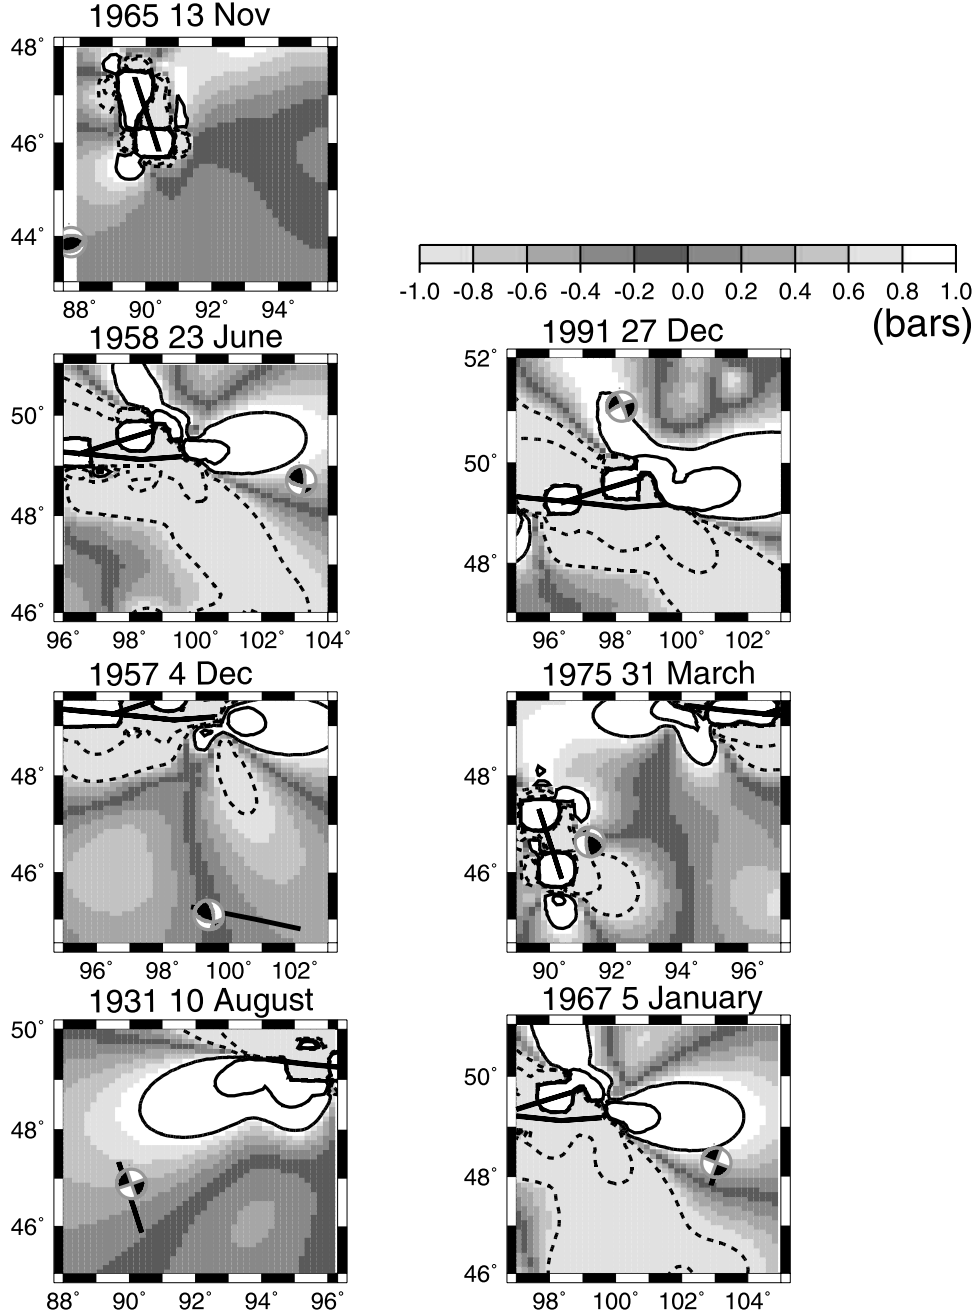 1965 13 Nov
48°
46°
44°
88° 90° 92° 94°
-1.0 -0.8 -0.6 -0.4 -0.2 0.0 0.2 0.4 0.6 0.8 1.0
(bars)
1958 23 June
50°
48°
46°
96° 98° 100° 102° 104°
1991 27 Dec
52°
50°
48°
96° 98° 100° 102°
1957 4 Dec
48°
46°
96° 98° 100° 102°
1975 31 March
48°
46°
90° 92° 94° 96°
1931 10 August
50°
48°
46°
88° 90° 92° 94° 96°
1967 5 January
50°
48°
46°
98° 100° 102° 104°